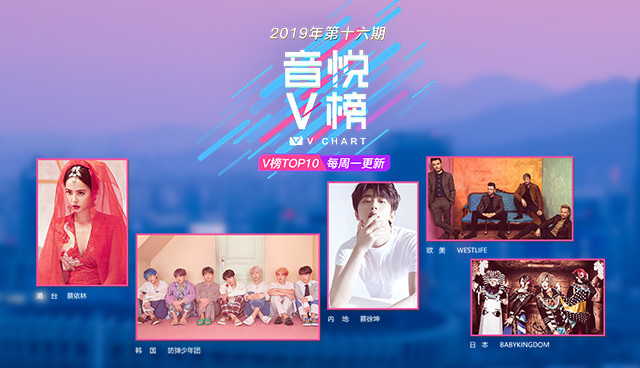 2019年第十六期
音悦
V榜
V CHART
V榜TOP10 每周一更新
港 台 蔡依林
韩 国 防弹少年团
内 地 蔡徐坤
欧 美 WESTLIFE
日 本 BABYKINGDOM